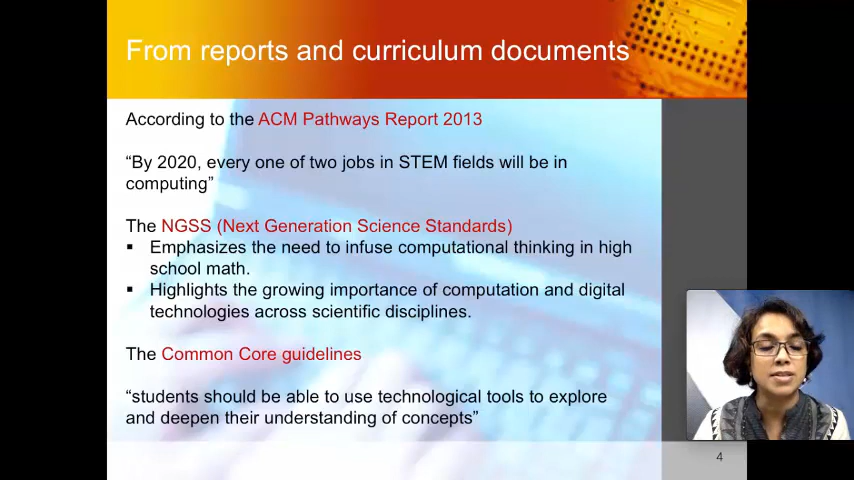 From reports and curriculum documents
According to the ACM Pathways Report 2013
“By 2020, every one of two jobs in STEM fields will be in
computing”
The NGSS (Next Generation Science Standards)
▪ Emphasizes the need to infuse computational thinking in high
school math.
▪ Highlights the growing importance of computation and digital
technologies across scientific disciplines.
The Common Core guidelines
“students should be able to use technological tools to explore
and deepen their understanding of concepts”
4